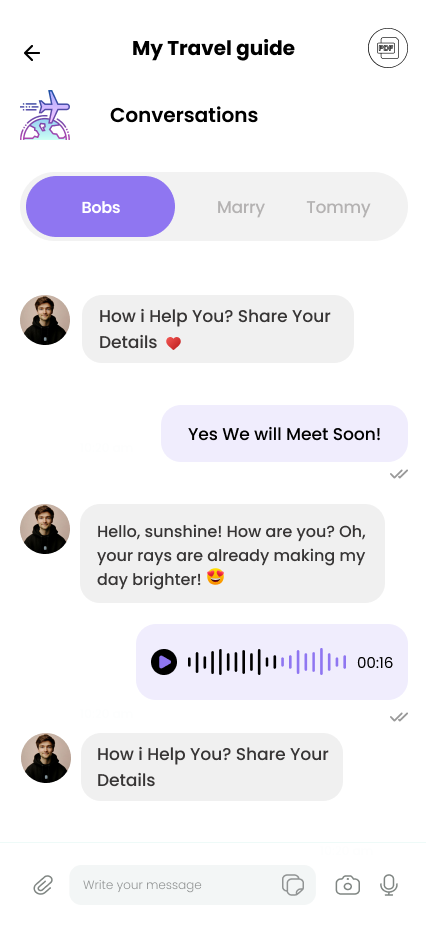 My Travel guide
PDF
Conversations
Bobs Marry Tommy
How i Help You? Share Your
Details ❤️
Yes We will Meet Soon!
Hello, sunshine! How are you? Oh,
your rays are already making my
day brighter! 😍
00:16
How i Help You? Share Your
Details
Write your message